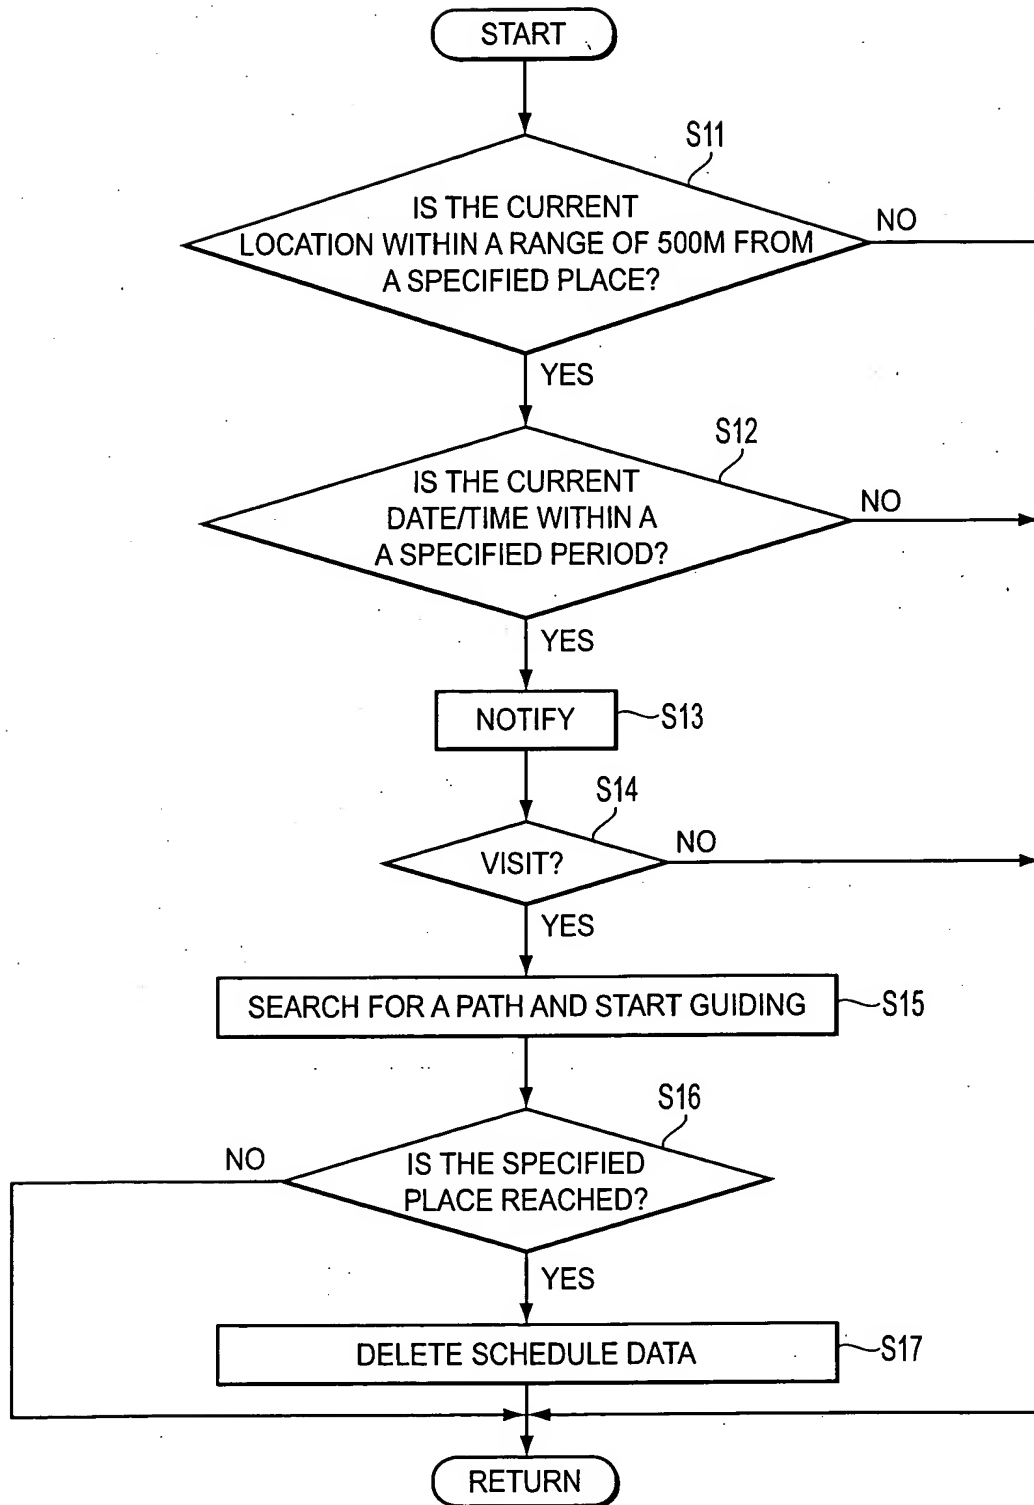 START
S11
IS THE CURRENT
LOCATION WITHIN A RANGE OF 500M FROM
A SPECIFIED PLACE?
NO
YES
S12
IS THE CURRENT
DATE/TIME WITHIN A
A SPECIFIED PERIOD?
NO
YES
NOTIFY
S13
S14
VISIT?
NO
YES
SEARCH FOR A PATH AND START GUIDING
S15
S16
NO
IS THE SPECIFIED
PLACE REACHED?
YES
DELETE SCHEDULE DATA
S17
RETURN